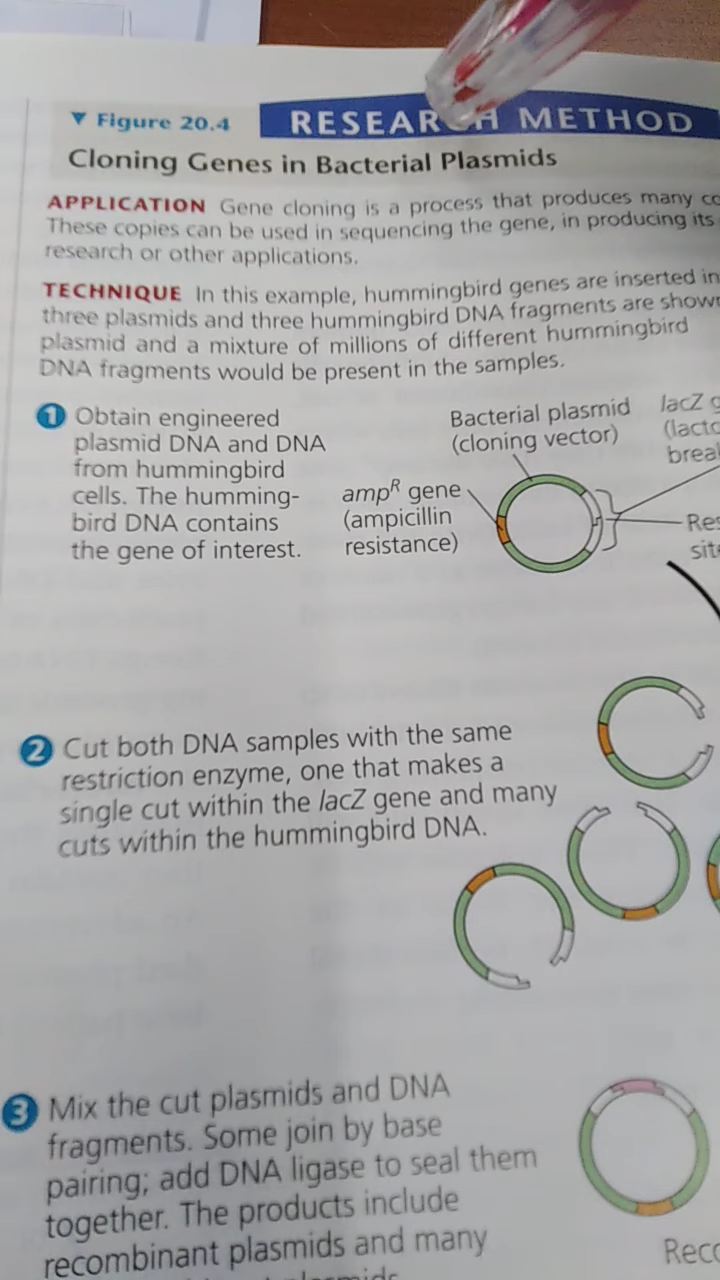 ▼ Figure 20.4
RESEARCH METHOD
Cloning Genes in Bacterial Plasmids
APPLICATION Gene cloning is a process that produces many
These copies can be used in sequencing the gene, in producing its
research or other applications.
TECHNIQUE In this example, hummingbird genes are inserted
three plasmids and three hummingbird DNA fragments are
plasmid and a mixture of millions of different hummingbird
DNA fragments would be present in the samples.
1 Obtain engineered
plasmid DNA and DNA
from hummingbird
cells. The humming-
bird DNA contains
the gene of interest.
Bacterial plasmid
(cloning vector)
ampR gene
(ampicillin
resistance)
lacZ
2 Cut both DNA samples with the same
restriction enzyme, one that makes a
single cut within the lacZ gene and many
cuts within the hummingbird DNA.
3 Mix the cut plasmids and DNA
fragments. Some join by base
pairing; add DNA ligase to seal them
together. The products include
recombinant plasmids and many